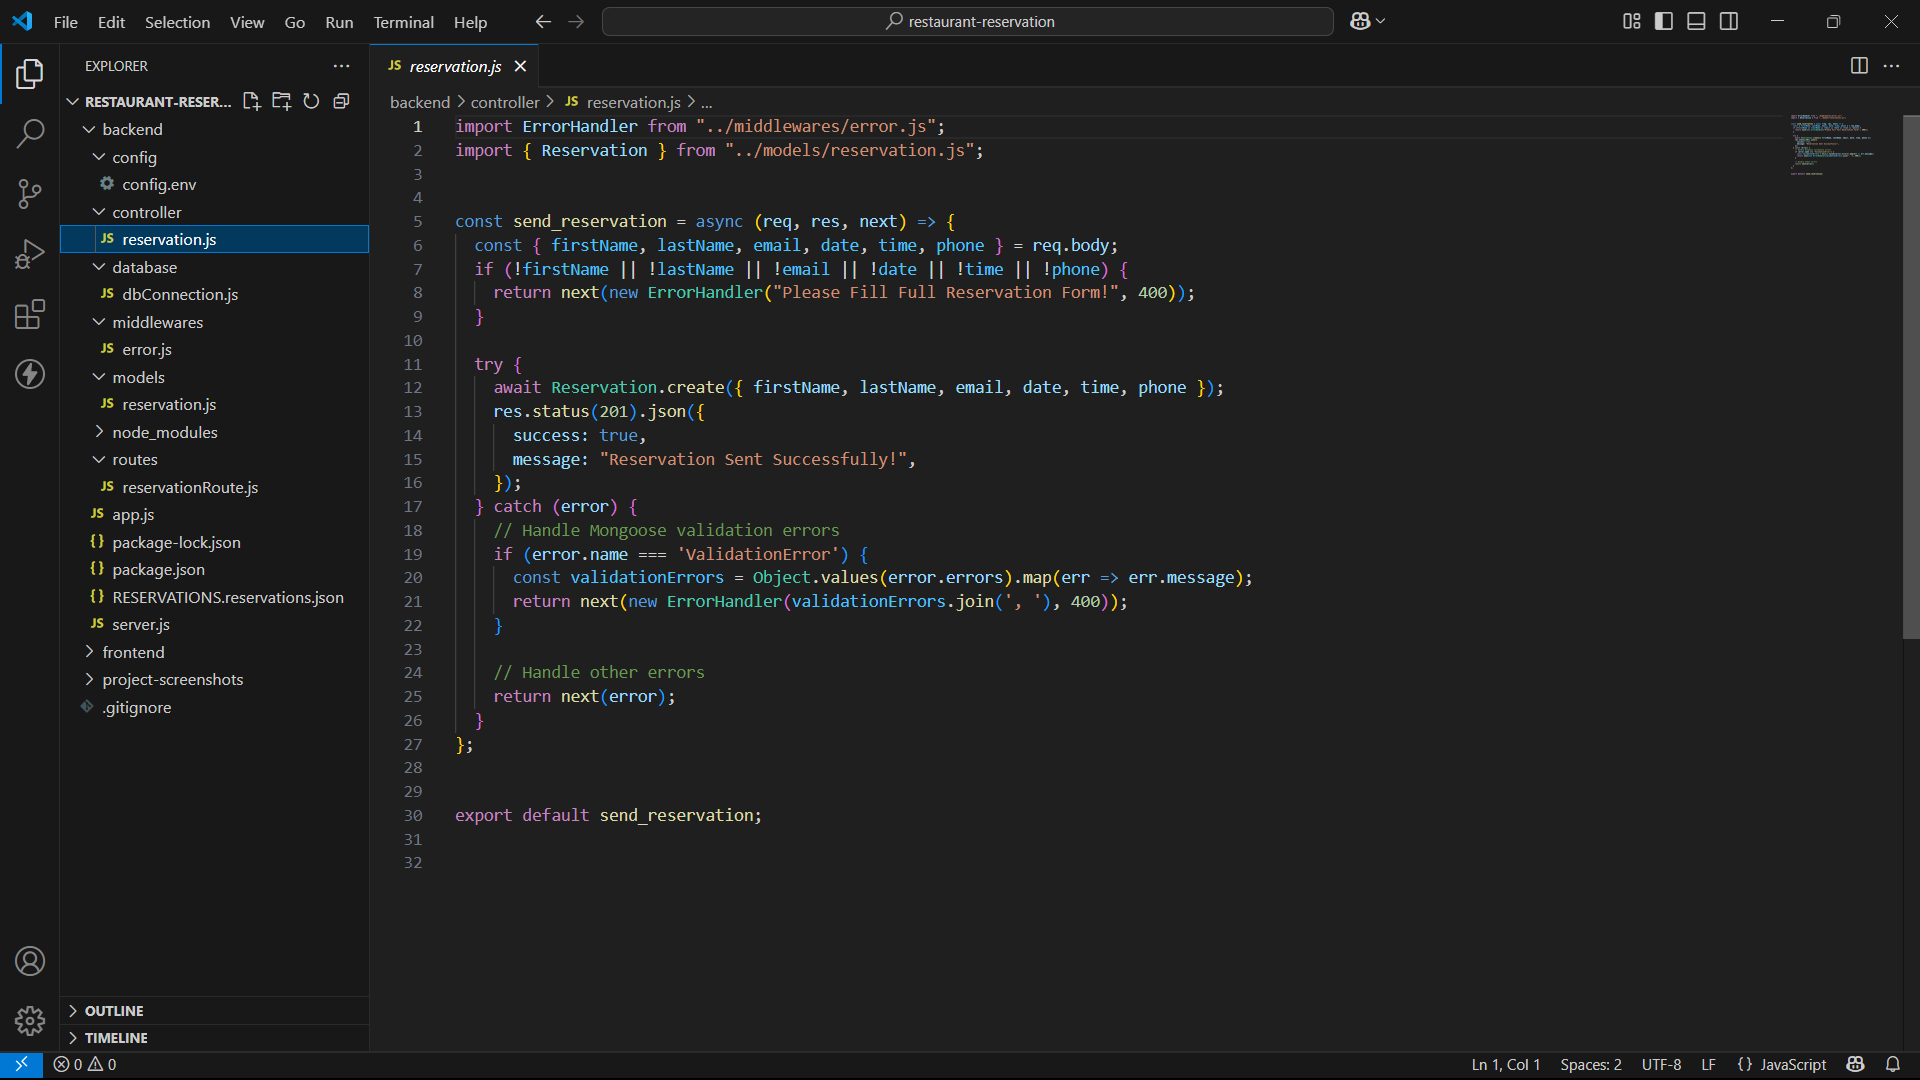 File Edit Selection View Go Run Terminal Help
restaurant-reservation
EXPLORER
RESTAURANT-RESER...
backend
config
config.env
controller
JS reservation.js
database
JS dbConnection.js
middlewares
JS error.js
models
JS reservation.js
node_modules
routes
JS reservationRoute.js
JS app.js
{} package-lock.json
{} package.json
{} RESERVATIONS.reservations.json
JS server.js
frontend
project-screenshots
.gitignore
OUTLINE
TIMELINE
JS reservation.js
backend > controller > JS reservation.js > ...
1 import ErrorHandler from "../middlewares/error.js";
2 import { Reservation } from "../models/reservation.js";
3
4
5 const send_reservation = async (req, res, next) => {
6 const { firstName, lastName, email, date, time, phone } = req.body;
7 if (!firstName || !lastName || !email || !date || !time || !phone) {
8 return next(new ErrorHandler("Please Fill Full Reservation Form!", 400));
9 }
10
11 try {
12 await Reservation.create({ firstName, lastName, email, date, time, phone });
13 res.status(201).json({
14 success: true,
15 message: "Reservation Sent Successfully!",
16 });
17 } catch (error) {
18 // Handle Mongoose validation errors
19 if (error.name === 'ValidationError') {
20 const validationErrors = Object.values(error.errors).map(err => err.message);
21 return next(new ErrorHandler(validationErrors.join(', '), 400));
22 }
23
24 // Handle other errors
25 return next(error);
26 }
27 };
28
29
30 export default send_reservation;
31
32
0 0
Ln 1, Col 1 Spaces: 2 UTF-8 LF {} JavaScript